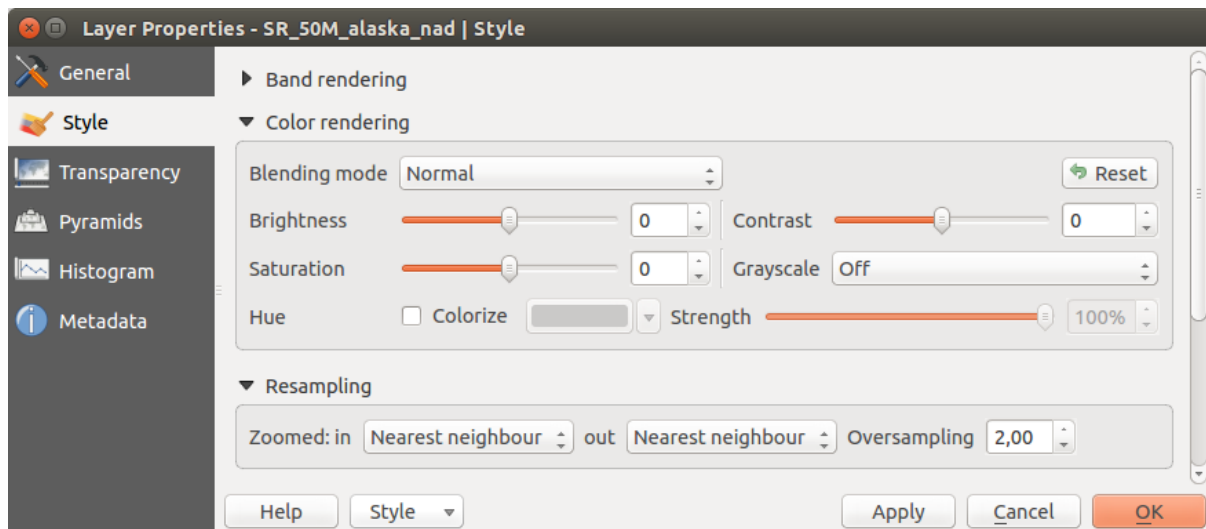 Layer Properties - SR_50M_alaska_nad | Style
General
Style
Transparency
Pyramids
Histogram
Metadata
Band rendering
Color rendering
Blending mode Normal Reset
Brightness 0 Contrast 0
Saturation 0 Grayscale Off
Hue Colorize Strength 100%
Resampling
Zoomed: in Nearest neighbour out Nearest neighbour Oversampling 2,00
Help Style Apply Cancel OK